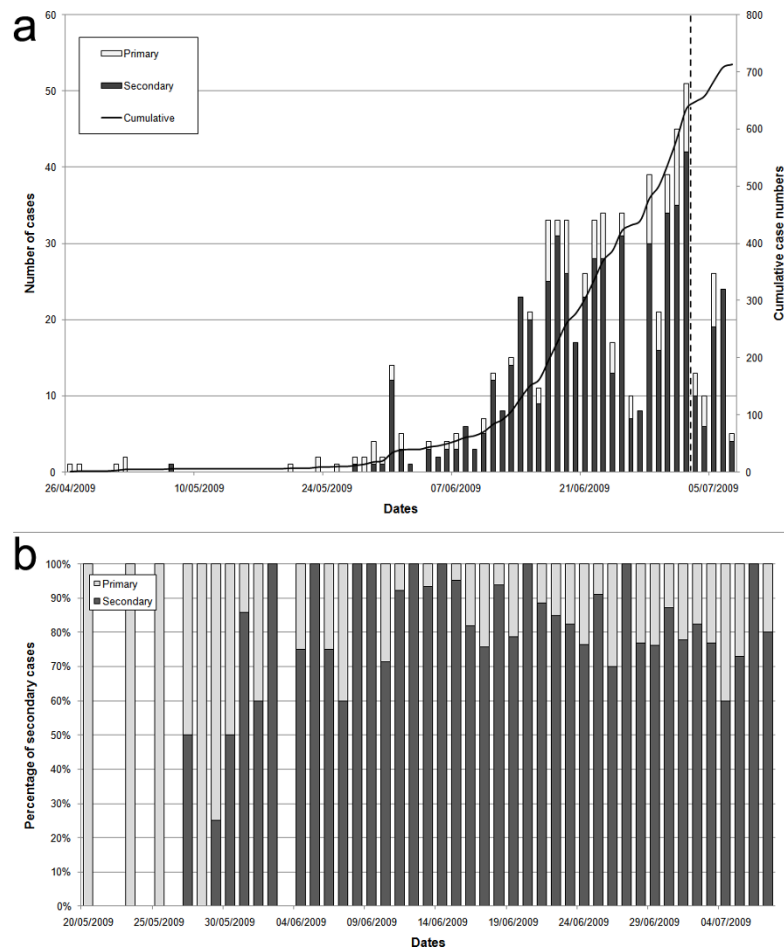 a
60
50
40
30
20
10
0
Number of cases
Primary
Secondary
Cumulative
800
700
600
500
400
300
200
100
0
Cumulative case numbers
26/04/2009 10/05/2009 24/05/2009 07/06/2009 21/06/2009 05/07/2009
Dates
b
100%
90%
80%
70%
60%
50%
40%
30%
20%
10%
0%
Percentage of secondary cases
Primary
Secondary
20/05/2009 25/05/2009 30/05/2009 04/06/2009 09/06/2009 14/06/2009 19/06/2009 24/06/2009 29/06/2009 04/07/2009
Dates